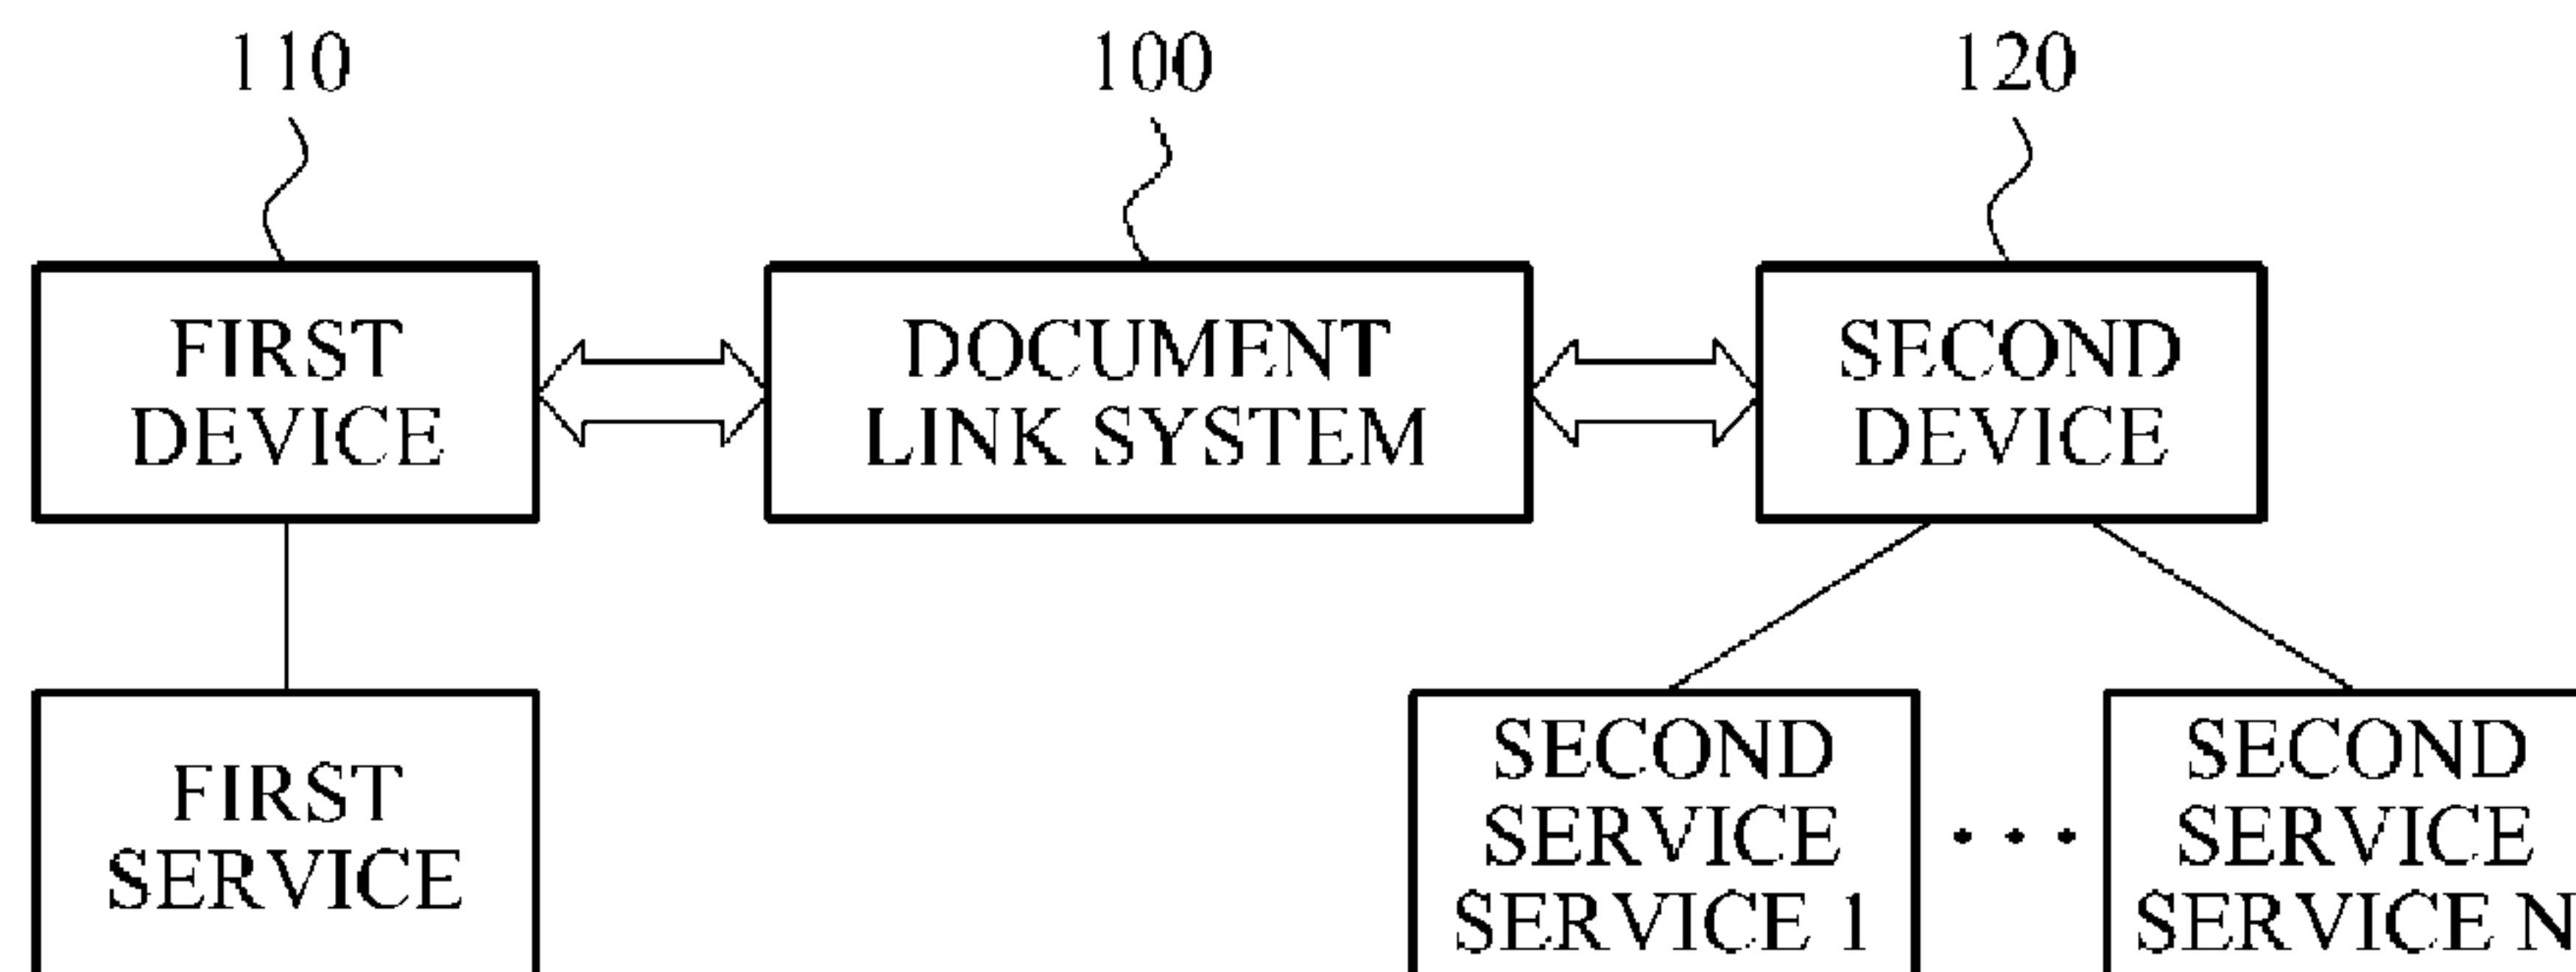 110
100
120
FIRST
DEVICE
DOCUMENT
LINK SYSTEM
SECOND
DEVICE
FIRST
SERVICE
SECOND
SERVICE
SERVICE 1
...
SECOND
SERVICE
SERVICE N